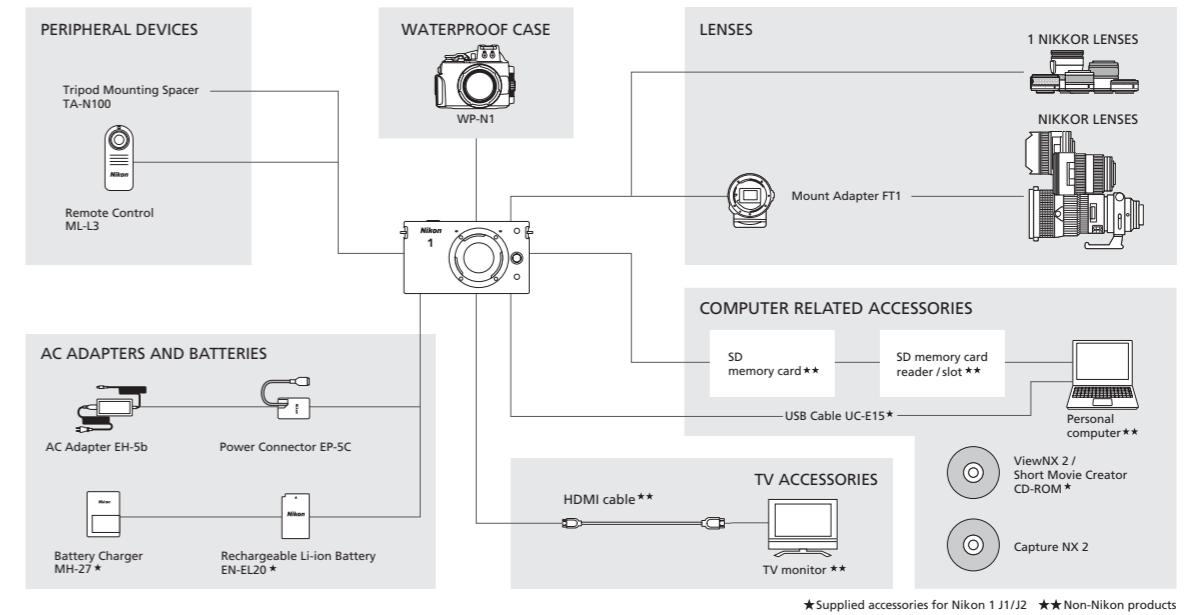 PERIPHERAL DEVICES
Tripod Mounting Spacer
TA-N100
Nikon
Remote Control
ML-L3
WATERPROOF CASE
WP-N1
LENSES
1 NIKKOR LENSES
NIKKOR LENSES
Mount Adapter FT1
Nikon
1
AC ADAPTERS AND BATTERIES
AC Adapter EH-5b
Power Connector EP-5C
Nikon
Nikon
Battery Charger
MH-27 ★
Rechargeable Li-ion Battery
EN-EL20 ★
COMPUTER RELATED ACCESSORIES
SD
memory card ★★
SD memory card
reader / slot ★★
USB Cable UC-E15★
Personal
computer★★
ViewNX 2 /
Short Movie Creator
CD-ROM ★
Capture NX 2
TV ACCESSORIES
HDMI cable ★★
TV monitor ★★
★Supplied accessories for Nikon 1 J1/J2 ★★Non-Nikon products